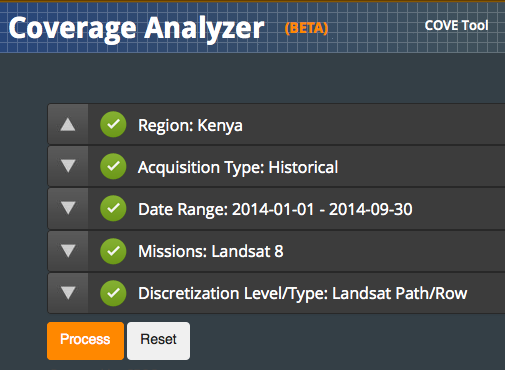 Coverage Analyzer (BETA) COVE Tool
Region: Kenya
Acquisition Type: Historical
Date Range: 2014-01-01 - 2014-09-30
Missions: Landsat 8
Discretization Level/Type: Landsat Path/Row
Process Reset